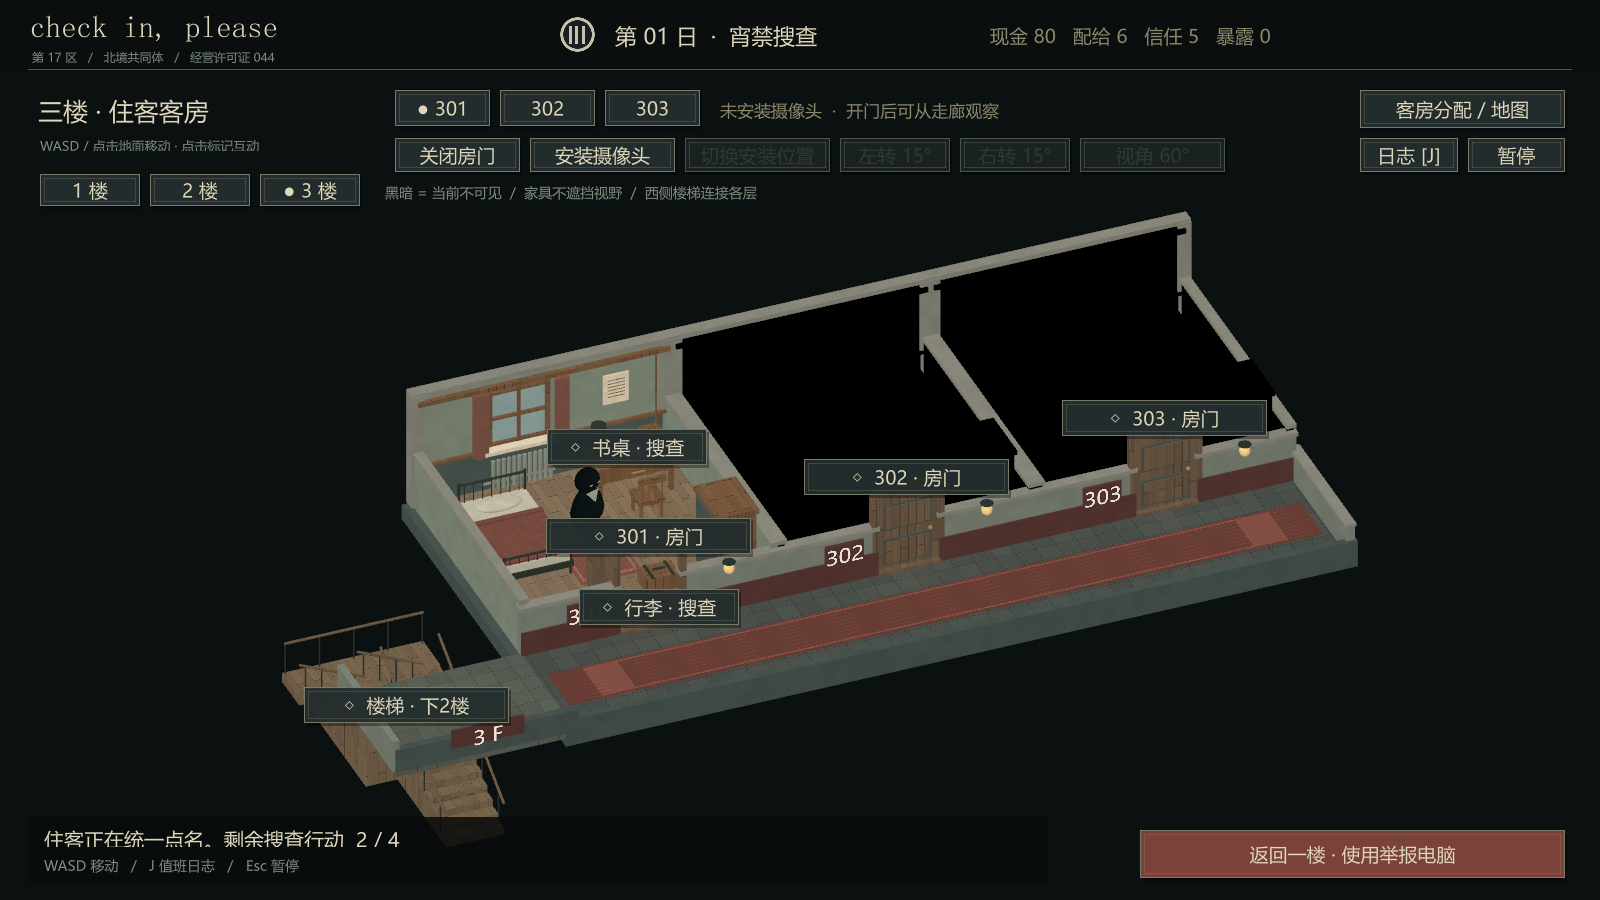 check in, please
第 17 区 / 北境共同体 / 经营许可证 044
第 01 日 · 宵禁搜查
现金 80 配给 6 信任 5 暴露 0
三楼 · 住客客房
301
302
303
未安装摄像头 · 开门后可从走廊观察
客房分配 / 地图
WASD / 点击地面移动 · 点击标记互动
关闭房门
安装摄像头
切换安装位置
左转 15°
右转 15°
视角 60°
日志 [J]
暂停
1 楼
2 楼
3 楼
黑暗 = 当前不可见 / 家具不遮挡视野 / 西侧楼梯连接各层
303 · 房门
书桌 · 搜查
302 · 房门
303
301 · 房门
302
行李 · 搜查
3
楼梯 · 下2楼
3 F
住客正在统一点名。剩余搜查行动 2 / 4
WASD 移动 / J 值班日志 / Esc 暂停
返回一楼 · 使用举报电脑